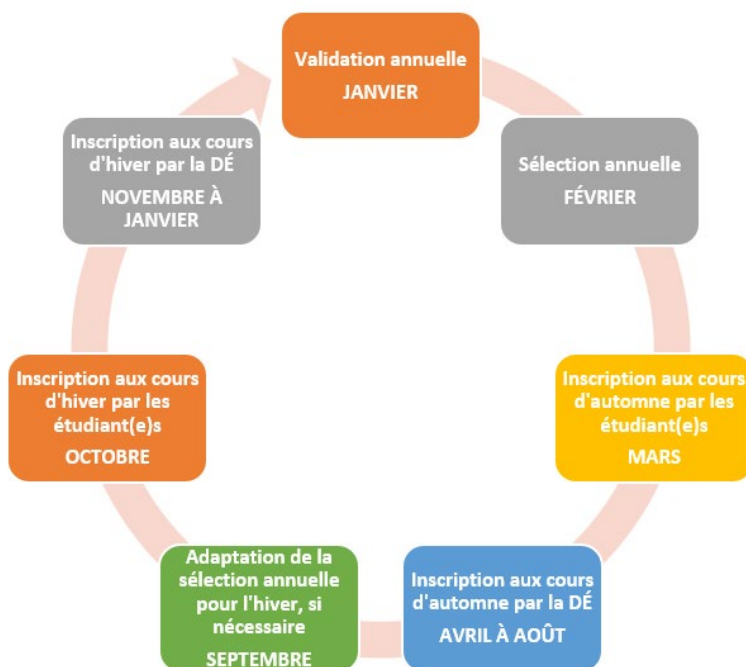 Validation annuelle
JANVIER
Sélection annuelle
FÉVRIER
Inscription aux cours
d'automne par les
étudiant(e)s
MARS
Inscription aux cours
d'automne par la DÉ
AVRIL À AOÛT
Adaptation de la
sélection annuelle
pour l'hiver, si
nécessaire
SEPTEMBRE
Inscription aux cours
d'hiver par les
étudiant(e)s
OCTOBRE
Inscription aux cours
d'hiver par la DÉ
NOVEMBRE À
JANVIER